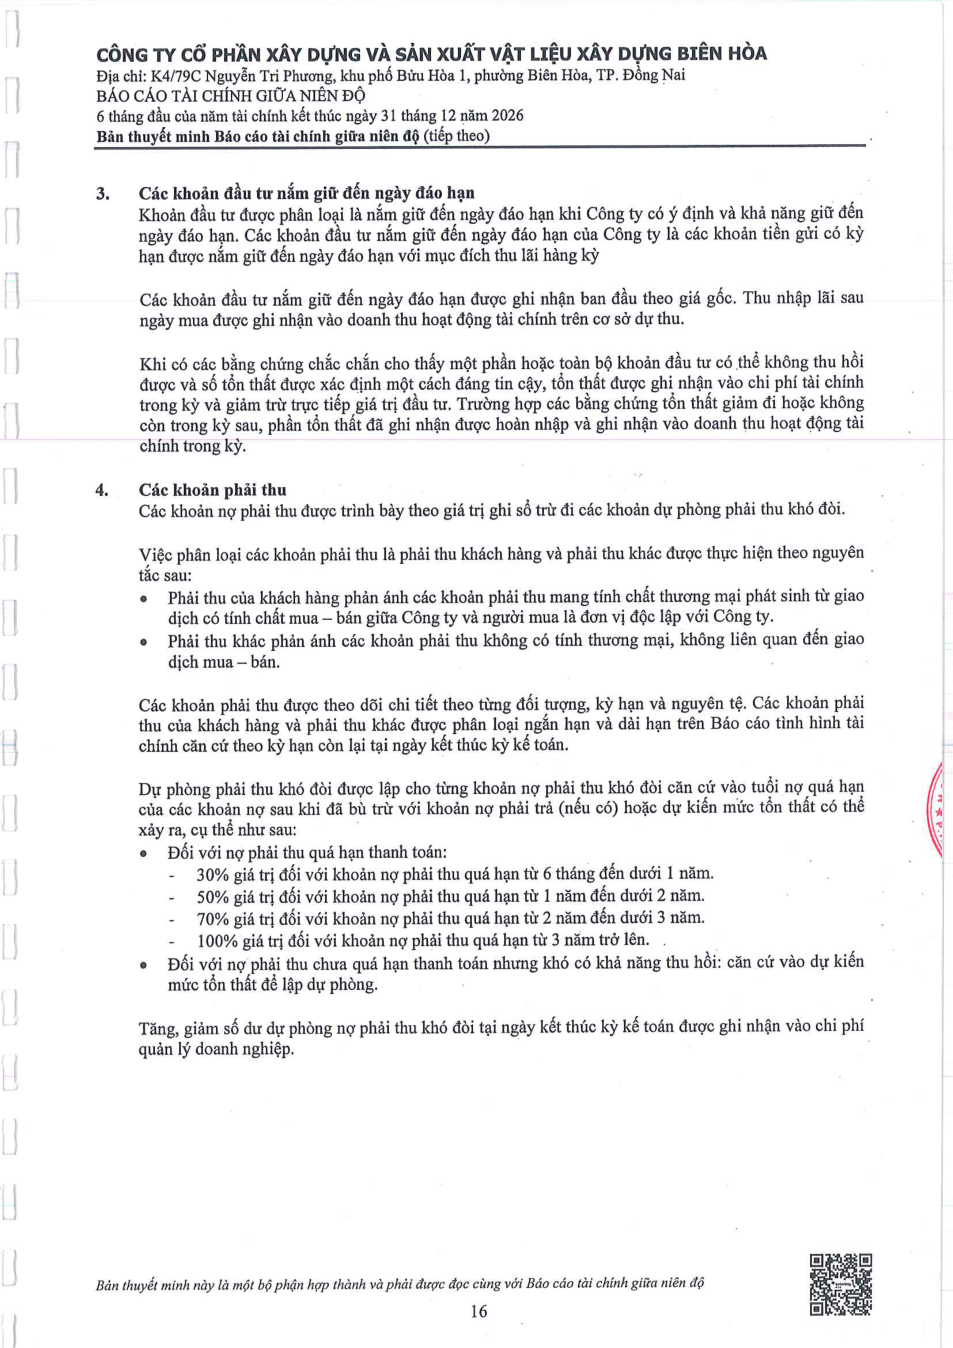 CÔNG TY CỔ PHẦN XÂY DỰNG VÀ SẢN XUẤT VẬT LIỆU XÂY DỰNG BIÊN HÒA
Địa chỉ: K4/79C Nguyễn Tri Phương, khu phố Bửu Hòa 1, phường Biên Hòa, TP. Đồng Nai
BÁO CÁO TÀI CHÍNH GIỮA NIÊN ĐỘ
6 tháng đầu của năm tài chính kết thúc ngày 31 tháng 12 năm 2026
Bản thuyết minh Báo cáo tài chính giữa niên độ (tiếp theo)
3. Các khoản đầu tư nắm giữ đến ngày đáo hạn
Khoản đầu tư được phân loại là nắm giữ đến ngày đáo hạn khi Công ty có ý định và khả năng giữ đến
ngày đáo hạn. Các khoản đầu tư nắm giữ đến ngày đáo hạn của Công ty là các khoản tiền gửi có kỳ
hạn được nắm giữ đến ngày đáo hạn với mục đích thu lãi hàng kỳ
Các khoản đầu tư nắm giữ đến ngày đáo hạn được ghi nhận ban đầu theo giá gốc. Thu nhập lãi sau
ngày mua được ghi nhận vào doanh thu hoạt động tài chính trên cơ sở dự thu.
Khi có các bằng chứng chắc chắn cho thấy một phần hoặc toàn bộ khoản đầu tư có thể không thu hồi
được và số tổn thất được xác định một cách đáng tin cậy, tổn thất được ghi nhận vào chi phí tài chính
trong kỳ và giảm trừ trực tiếp giá trị đầu tư. Trường hợp các bằng chứng tổn thất giảm đi hoặc không
còn trong kỳ sau, phần tổn thất đã ghi nhận được hoàn nhập và ghi nhận vào doanh thu hoạt động tài
chính trong kỳ.
4. Các khoản phải thu
Các khoản nợ phải thu được trình bày theo giá trị ghi sổ trừ đi các khoản dự phòng phải thu khó đòi.
Việc phân loại các khoản phải thu là phải thu khách hàng và phải thu khác được thực hiện theo nguyên
tắc sau:
• Phải thu của khách hàng phản ánh các khoản phải thu mang tính chất thương mại phát sinh từ giao
dịch có tính chất mua – bán giữa Công ty và người mua là đơn vị độc lập với Công ty.
• Phải thu khác phản ánh các khoản phải thu không có tính thương mại, không liên quan đến giao
dịch mua – bán.
Các khoản phải thu được theo dõi chi tiết theo từng đối tượng, kỳ hạn và nguyên tệ. Các khoản phải
thu của khách hàng và phải thu khác được phân loại ngắn hạn và dài hạn trên Báo cáo tình hình tài
chính căn cứ theo kỳ hạn còn lại tại ngày kết thúc kỳ kế toán.
Dự phòng phải thu khó đòi được lập cho từng khoản nợ phải thu khó đòi căn cứ vào tuổi nợ quá hạn
của các khoản nợ sau khi đã bù trừ với khoản nợ phải trả (nếu có) hoặc dự kiến mức tổn thất có thể
xảy ra, cụ thể như sau:
• Đối với nợ phải thu quá hạn thanh toán:
- 30% giá trị đối với khoản nợ phải thu quá hạn từ 6 tháng đến dưới 1 năm.
- 50% giá trị đối với khoản nợ phải thu quá hạn từ 1 năm đến dưới 2 năm.
- 70% giá trị đối với khoản nợ phải thu quá hạn từ 2 năm đến dưới 3 năm.
- 100% giá trị đối với khoản nợ phải thu quá hạn từ 3 năm trở lên.
• Đối với nợ phải thu chưa quá hạn thanh toán nhưng khó có khả năng thu hồi: căn cứ vào dự kiến
mức tổn thất để lập dự phòng.
Tăng, giảm số dư dự phòng nợ phải thu khó đòi tại ngày kết thúc kỳ kế toán được ghi nhận vào chi phí
quản lý doanh nghiệp.
Bản thuyết minh này là một bộ phận hợp thành và phải được đọc cùng với Báo cáo tài chính giữa niên độ
16